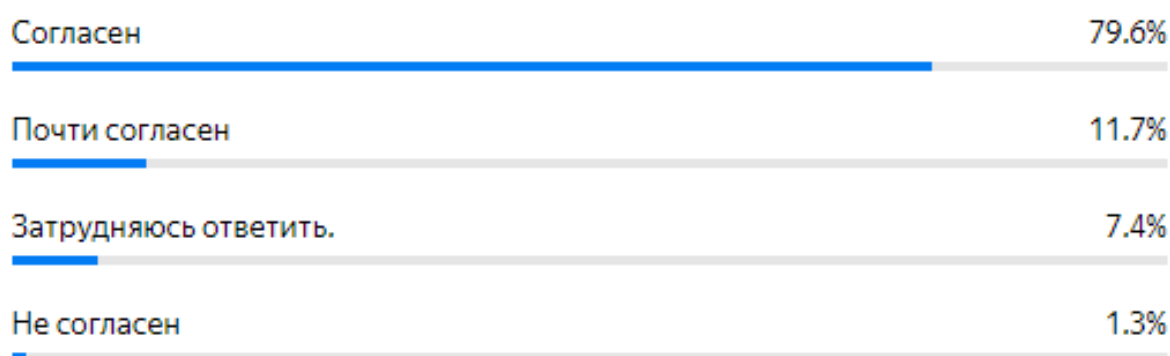 Согласен 79.6%
Почти согласен 11.7%
Затрудняюсь ответить. 7.4%
Не согласен 1.3%